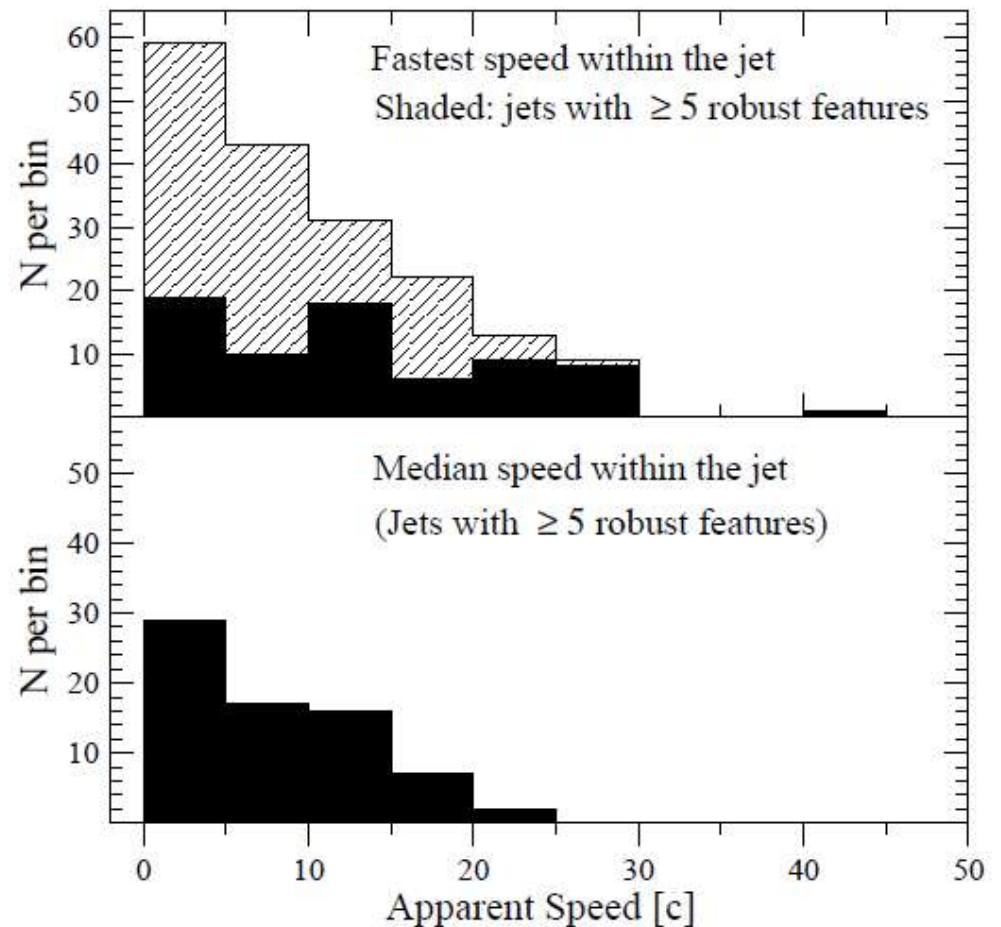 60
50
40
30
20
10
N per bin
Fastest speed within the jet
Shaded: jets with ≥ 5 robust features
50
40
30
20
10
N per bin
Median speed within the jet
(Jets with ≥ 5 robust features)
0 10 20 30 40 50
Apparent Speed [c]